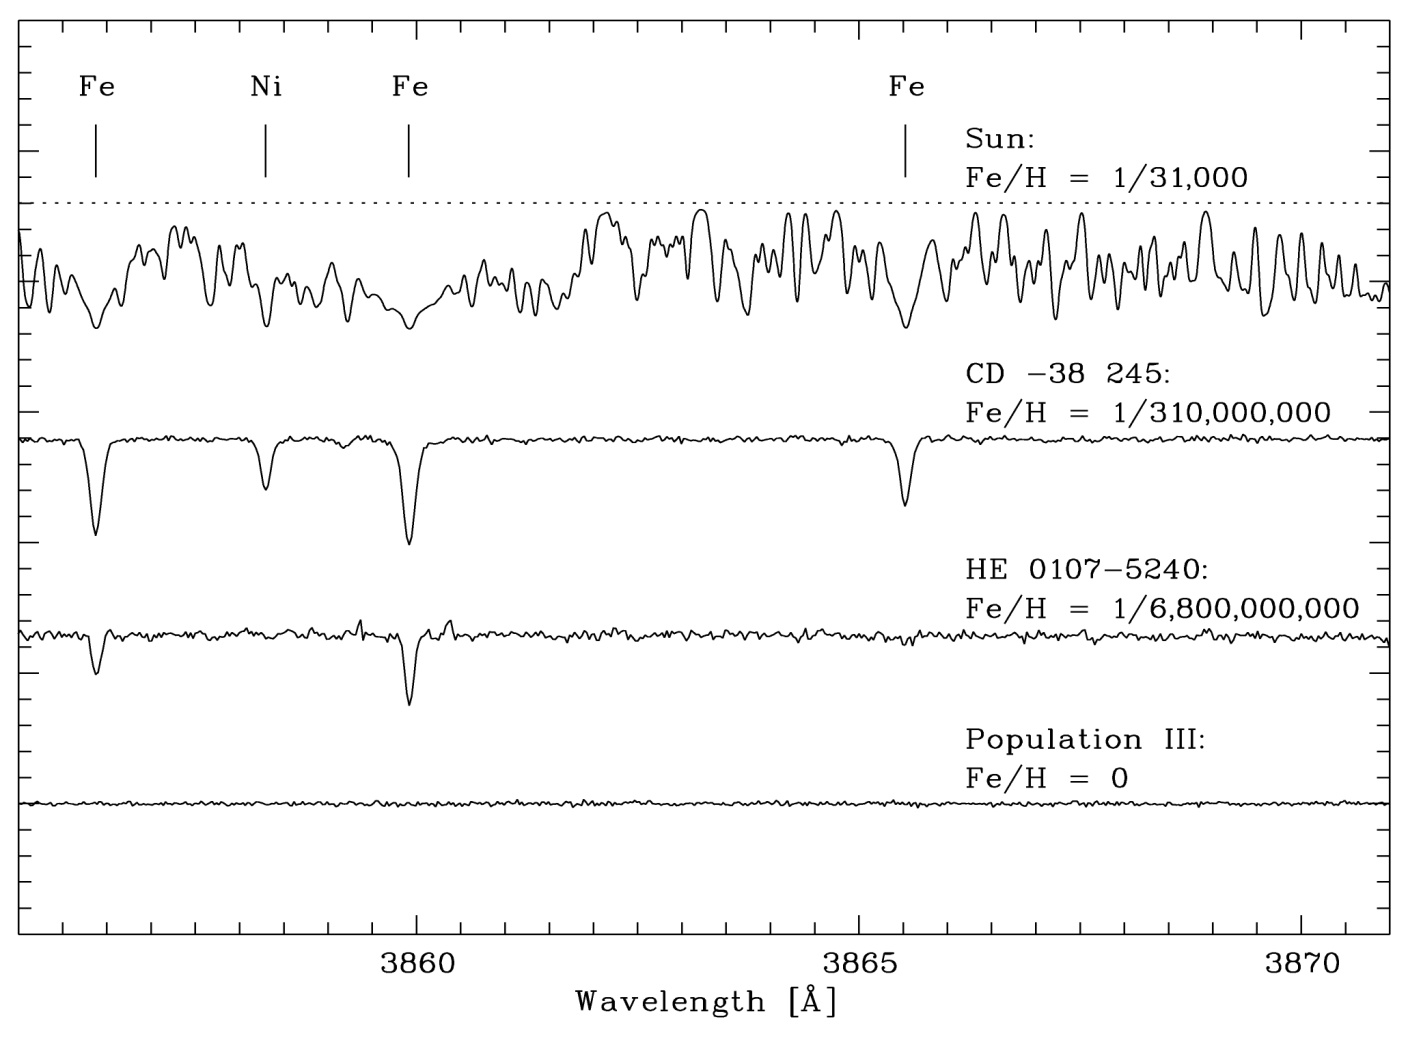 Fe Ni Fe Fe
Sun:
Fe/H = 1/31,000
CD −38 245:
Fe/H = 1/310,000,000
HE 0107−5240:
Fe/H = 1/6,800,000,000
Population III:
Fe/H = 0
3860 3865 3870
Wavelength [Å]